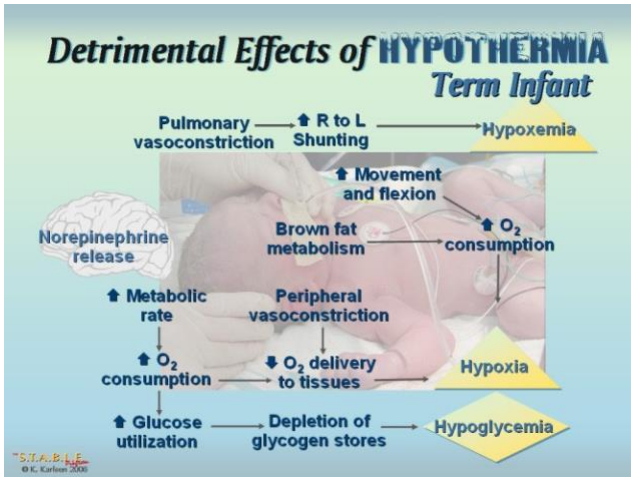 Detrimental Effects of HYPOTHERMIA
Term Infant
Pulmonary
vasoconstriction
⬆ R to L
Shunting
Hypoxemia
⬆ Movement
and flexion
Norepinephrine
release
Brown fat
metabolism
⬆ O₂
consumption
⬆ Metabolic
rate
Peripheral
vasoconstriction
⬆ O₂
consumption
⬇ O₂ delivery
to tissues
Hypoxia
⬆ Glucose
utilization
Depletion of
glycogen stores
Hypoglycemia
S.T.A.B.L.E.
© K. Karlsen 2006